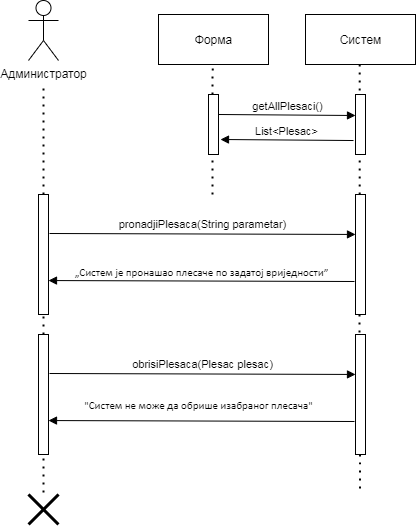 Форма
Систем
Администратор
getAllPlesaci()
List<Plesac>
pronadjiPlesaca(String parametar)
„Систем је пронашао плесаче по задатој вриједности”
obrisiPlesaca(Plesac plesac)
"Систем не може да обрише изабраног плесача"